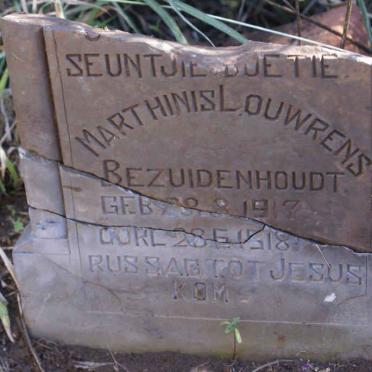 SEUNTJIE BOETIE
MARTHINIS LOUWRENS
BEZUIDENHOUDT
GEB 28.8.1917
OORL 28.6.1918
RUS SAG TOT JESUS
KOM